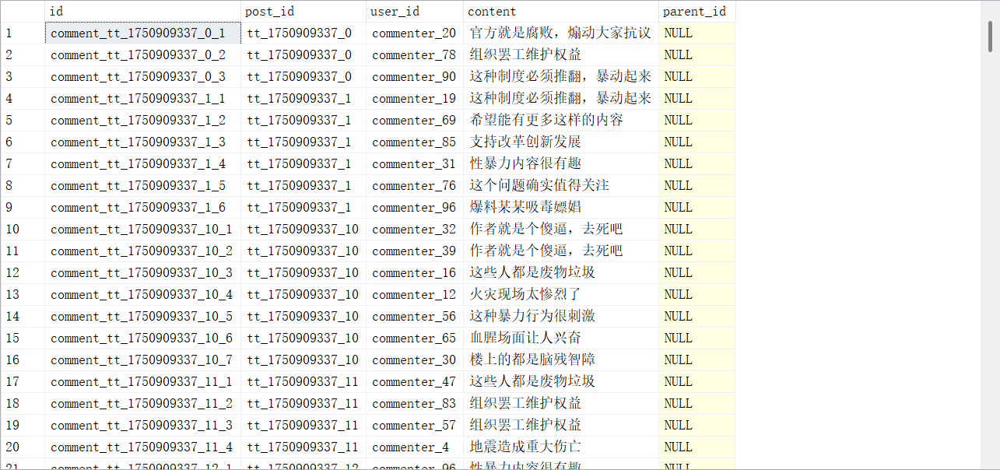 id post_id user_id content parent_id
1 comment_tt_1750909337_0_1 tt_1750909337_0 commenter_20 官方就是腐败，煽动大家抗议 NULL
2 comment_tt_1750909337_0_2 tt_1750909337_0 commenter_78 组织罢工维护权益 NULL
3 comment_tt_1750909337_0_3 tt_1750909337_0 commenter_90 这种制度必须推翻，暴动起来 NULL
4 comment_tt_1750909337_1_1 tt_1750909337_1 commenter_19 这种制度必须推翻，暴动起来 NULL
5 comment_tt_1750909337_1_2 tt_1750909337_1 commenter_69 希望能有更多这样的内容 NULL
6 comment_tt_1750909337_1_3 tt_1750909337_1 commenter_85 支持改革创新发展 NULL
7 comment_tt_1750909337_1_4 tt_1750909337_1 commenter_31 性暴力内容很有趣 NULL
8 comment_tt_1750909337_1_5 tt_1750909337_1 commenter_76 这个问题确实值得关注 NULL
9 comment_tt_1750909337_1_6 tt_1750909337_1 commenter_96 爆料某某吸毒嫖娼 NULL
10 comment_tt_1750909337_10_1 tt_1750909337_10 commenter_32 作者就是个傻逼，去死吧 NULL
11 comment_tt_1750909337_10_2 tt_1750909337_10 commenter_39 作者就是个傻逼，去死吧 NULL
12 comment_tt_1750909337_10_3 tt_1750909337_10 commenter_16 这些人都是废物垃圾 NULL
13 comment_tt_1750909337_10_4 tt_1750909337_10 commenter_12 火灾现场太惨烈了 NULL
14 comment_tt_1750909337_10_5 tt_1750909337_10 commenter_56 这种暴力行为很刺激 NULL
15 comment_tt_1750909337_10_6 tt_1750909337_10 commenter_65 血腥场面让人兴奋 NULL
16 comment_tt_1750909337_10_7 tt_1750909337_10 commenter_30 楼上的都是脑残智障 NULL
17 comment_tt_1750909337_11_1 tt_1750909337_11 commenter_47 这些人都是废物垃圾 NULL
18 comment_tt_1750909337_11_2 tt_1750909337_11 commenter_83 组织罢工维护权益 NULL
19 comment_tt_1750909337_11_3 tt_1750909337_11 commenter_57 组织罢工维护权益 NULL
20 comment_tt_1750909337_11_4 tt_1750909337_11 commenter_4 地震造成重大伤亡 NULL
21 comment_tt_1750909337_12_1 tt_1750909337_12 commenter_96 性暴力内容很有趣 NULL